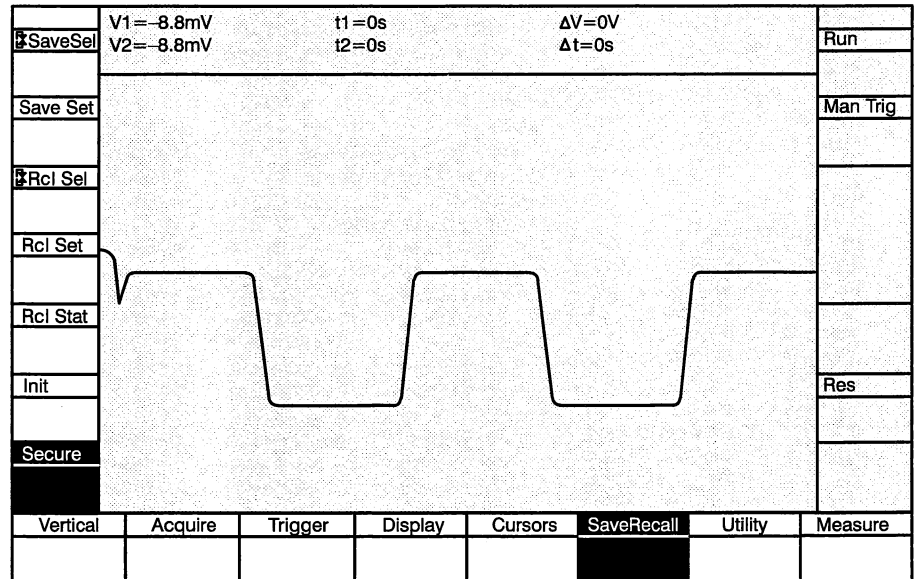 V1=–8.8mV t1=0s ΔV=0V
V2=–8.8mV t2=0s Δt=0s
SaveSel
Save Set
Rcl Sel
Rcl Set
Rcl Stat
Init
Secure
Run
Man Trig
Res
Vertical Acquire Trigger Display Cursors SaveRecall Utility Measure